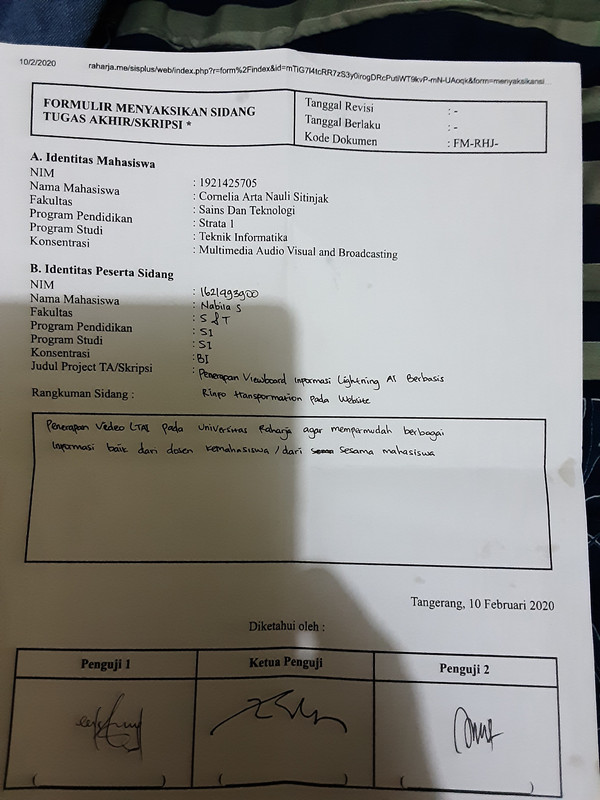 10/2/2020 raharja.me/sisplus/web/index.php?r=form%2Findex&id=mTiG7l4tcRR7zS3y0irogDRcPutiWT9kvP-mN-UAoqk&form=menyaksikansi...
FORMULIR MENYAKSIKAN SIDANG
TUGAS AKHIR/SKRIPSI *
Tanggal Revisi : -
Tanggal Berlaku : -
Kode Dokumen : FM-RHJ-
A. Identitas Mahasiswa
NIM : 1921425705
Nama Mahasiswa : Cornelia Arta Nauli Sitinjak
Fakultas : Sains Dan Teknologi
Program Pendidikan : Strata 1
Program Studi : Teknik Informatika
Konsentrasi : Multimedia Audio Visual and Broadcasting
B. Identitas Peserta Sidang
NIM : 1621493900
Nama Mahasiswa : Nabila S
Fakultas : S & T
Program Pendidikan : S1
Program Studi : S1
Konsentrasi : BI
Judul Project TA/Skripsi : Penerapan Viewboard Informasi Lightning AI Berbasis
Rinfo transpormation pada Website
Rangkuman Sidang :
Penerapan Video LTAI pada Universitas Raharja agar mempermudah berbagai
Informasi baik dari dosen kemahasiswa / dari sesama mahasiswa
Tangerang, 10 Februari 2020
Diketahui oleh :
Penguji 1 Ketua Penguji Penguji 2